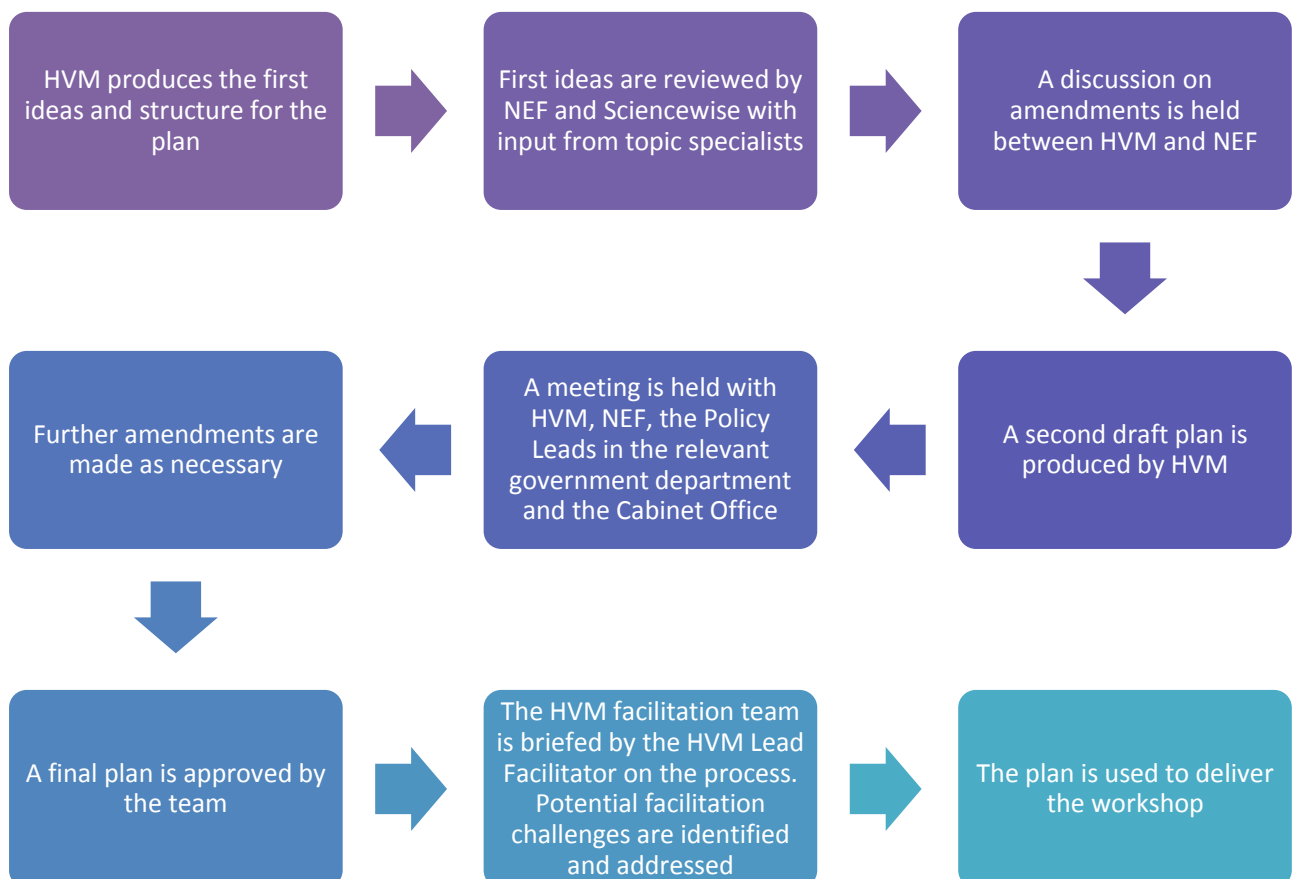 HVM produces the first
ideas and structure for the
plan
First ideas are reviewed by
NEF and Sciencewise with
input from topic specialists
A discussion on
amendments is held
between HVM and NEF
A second draft plan is
produced by HVM
A meeting is held with
HVM, NEF, the Policy
Leads in the relevant
government department
and the Cabinet Office
Further amendments are
made as necessary
A final plan is approved by
the team
The HVM facilitation team
is briefed by the HVM Lead
Facilitator on the process.
Potential facilitation
challenges are identified
and addressed
The plan is used to deliver
the workshop